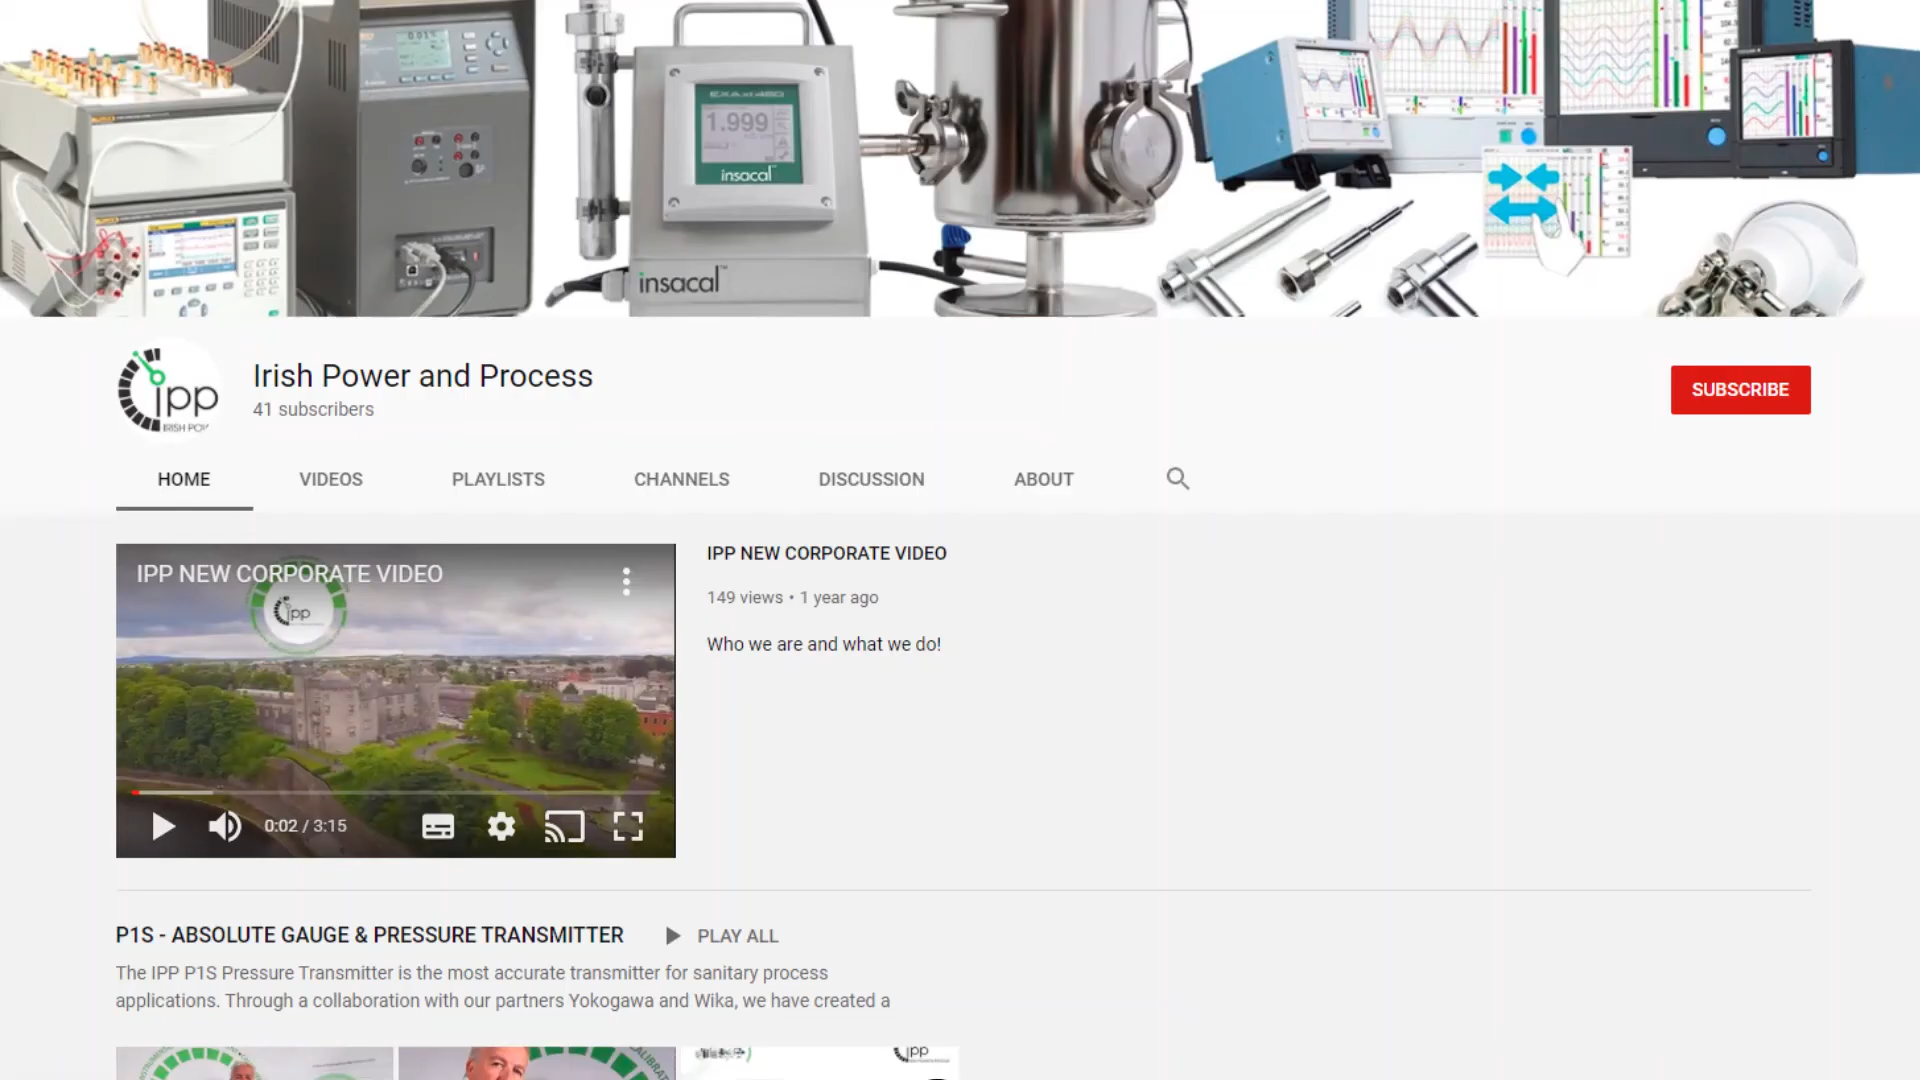 EXAxt 450
1.999
insacal
insacal
ipp
IRISH POW
Irish Power and Process
41 subscribers
SUBSCRIBE
HOME
VIDEOS
PLAYLISTS
CHANNELS
DISCUSSION
ABOUT
IPP NEW CORPORATE VIDEO
ipp
0:02 / 3:15
IPP NEW CORPORATE VIDEO
149 views • 1 year ago
Who we are and what we do!
P1S - ABSOLUTE GAUGE & PRESSURE TRANSMITTER
PLAY ALL
The IPP P1S Pressure Transmitter is the most accurate transmitter for sanitary process
applications. Through a collaboration with our partners Yokogawa and Wika, we have created a
ipp